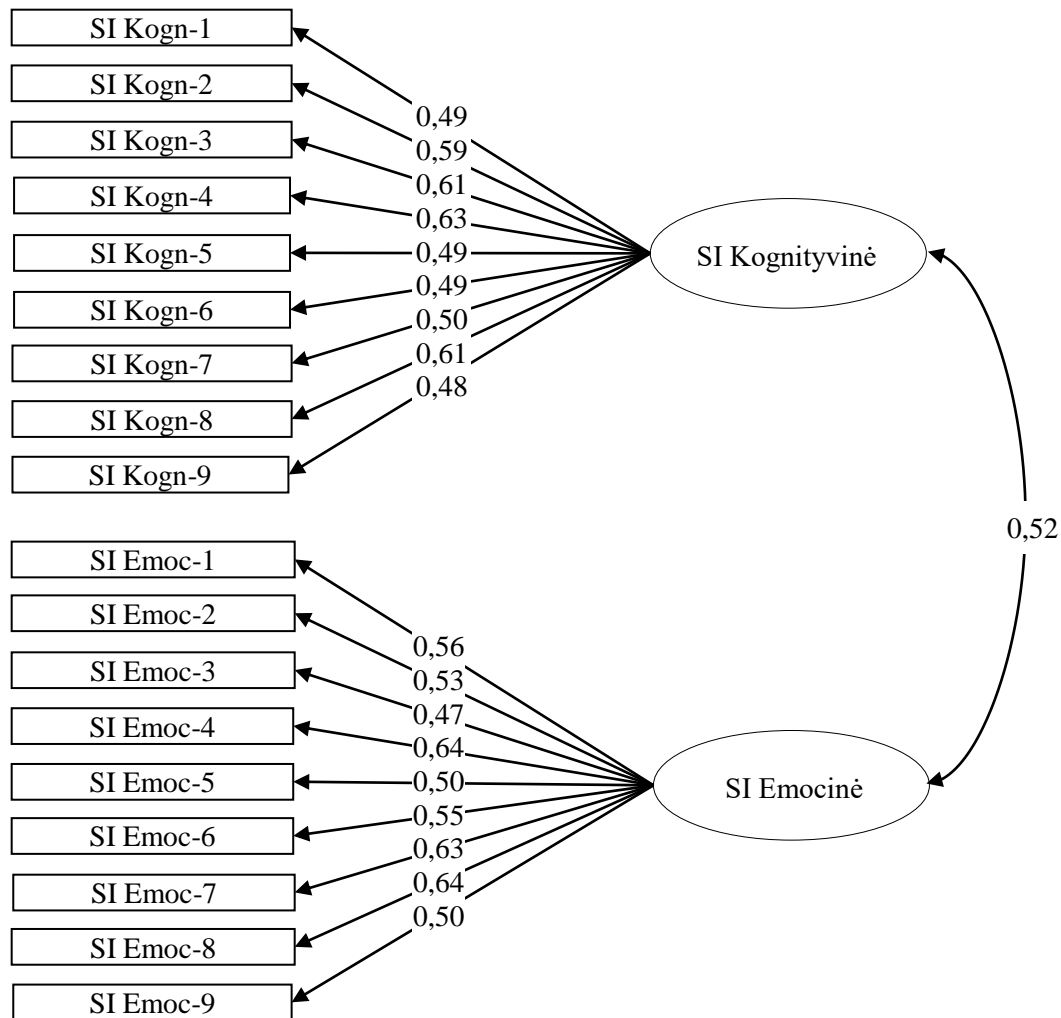 SI Kogn-1
SI Kogn-2
SI Kogn-3
SI Kogn-4
SI Kogn-5
SI Kogn-6
SI Kogn-7
SI Kogn-8
SI Kogn-9
0,49
0,59
0,61
0,63
0,49
0,49
0,50
0,61
0,48
SI Kognityvinė
0,52
SI Emoc-1
SI Emoc-2
SI Emoc-3
SI Emoc-4
SI Emoc-5
SI Emoc-6
SI Emoc-7
SI Emoc-8
SI Emoc-9
0,56
0,53
0,47
0,64
0,50
0,55
0,63
0,64
0,50
SI Emocinė